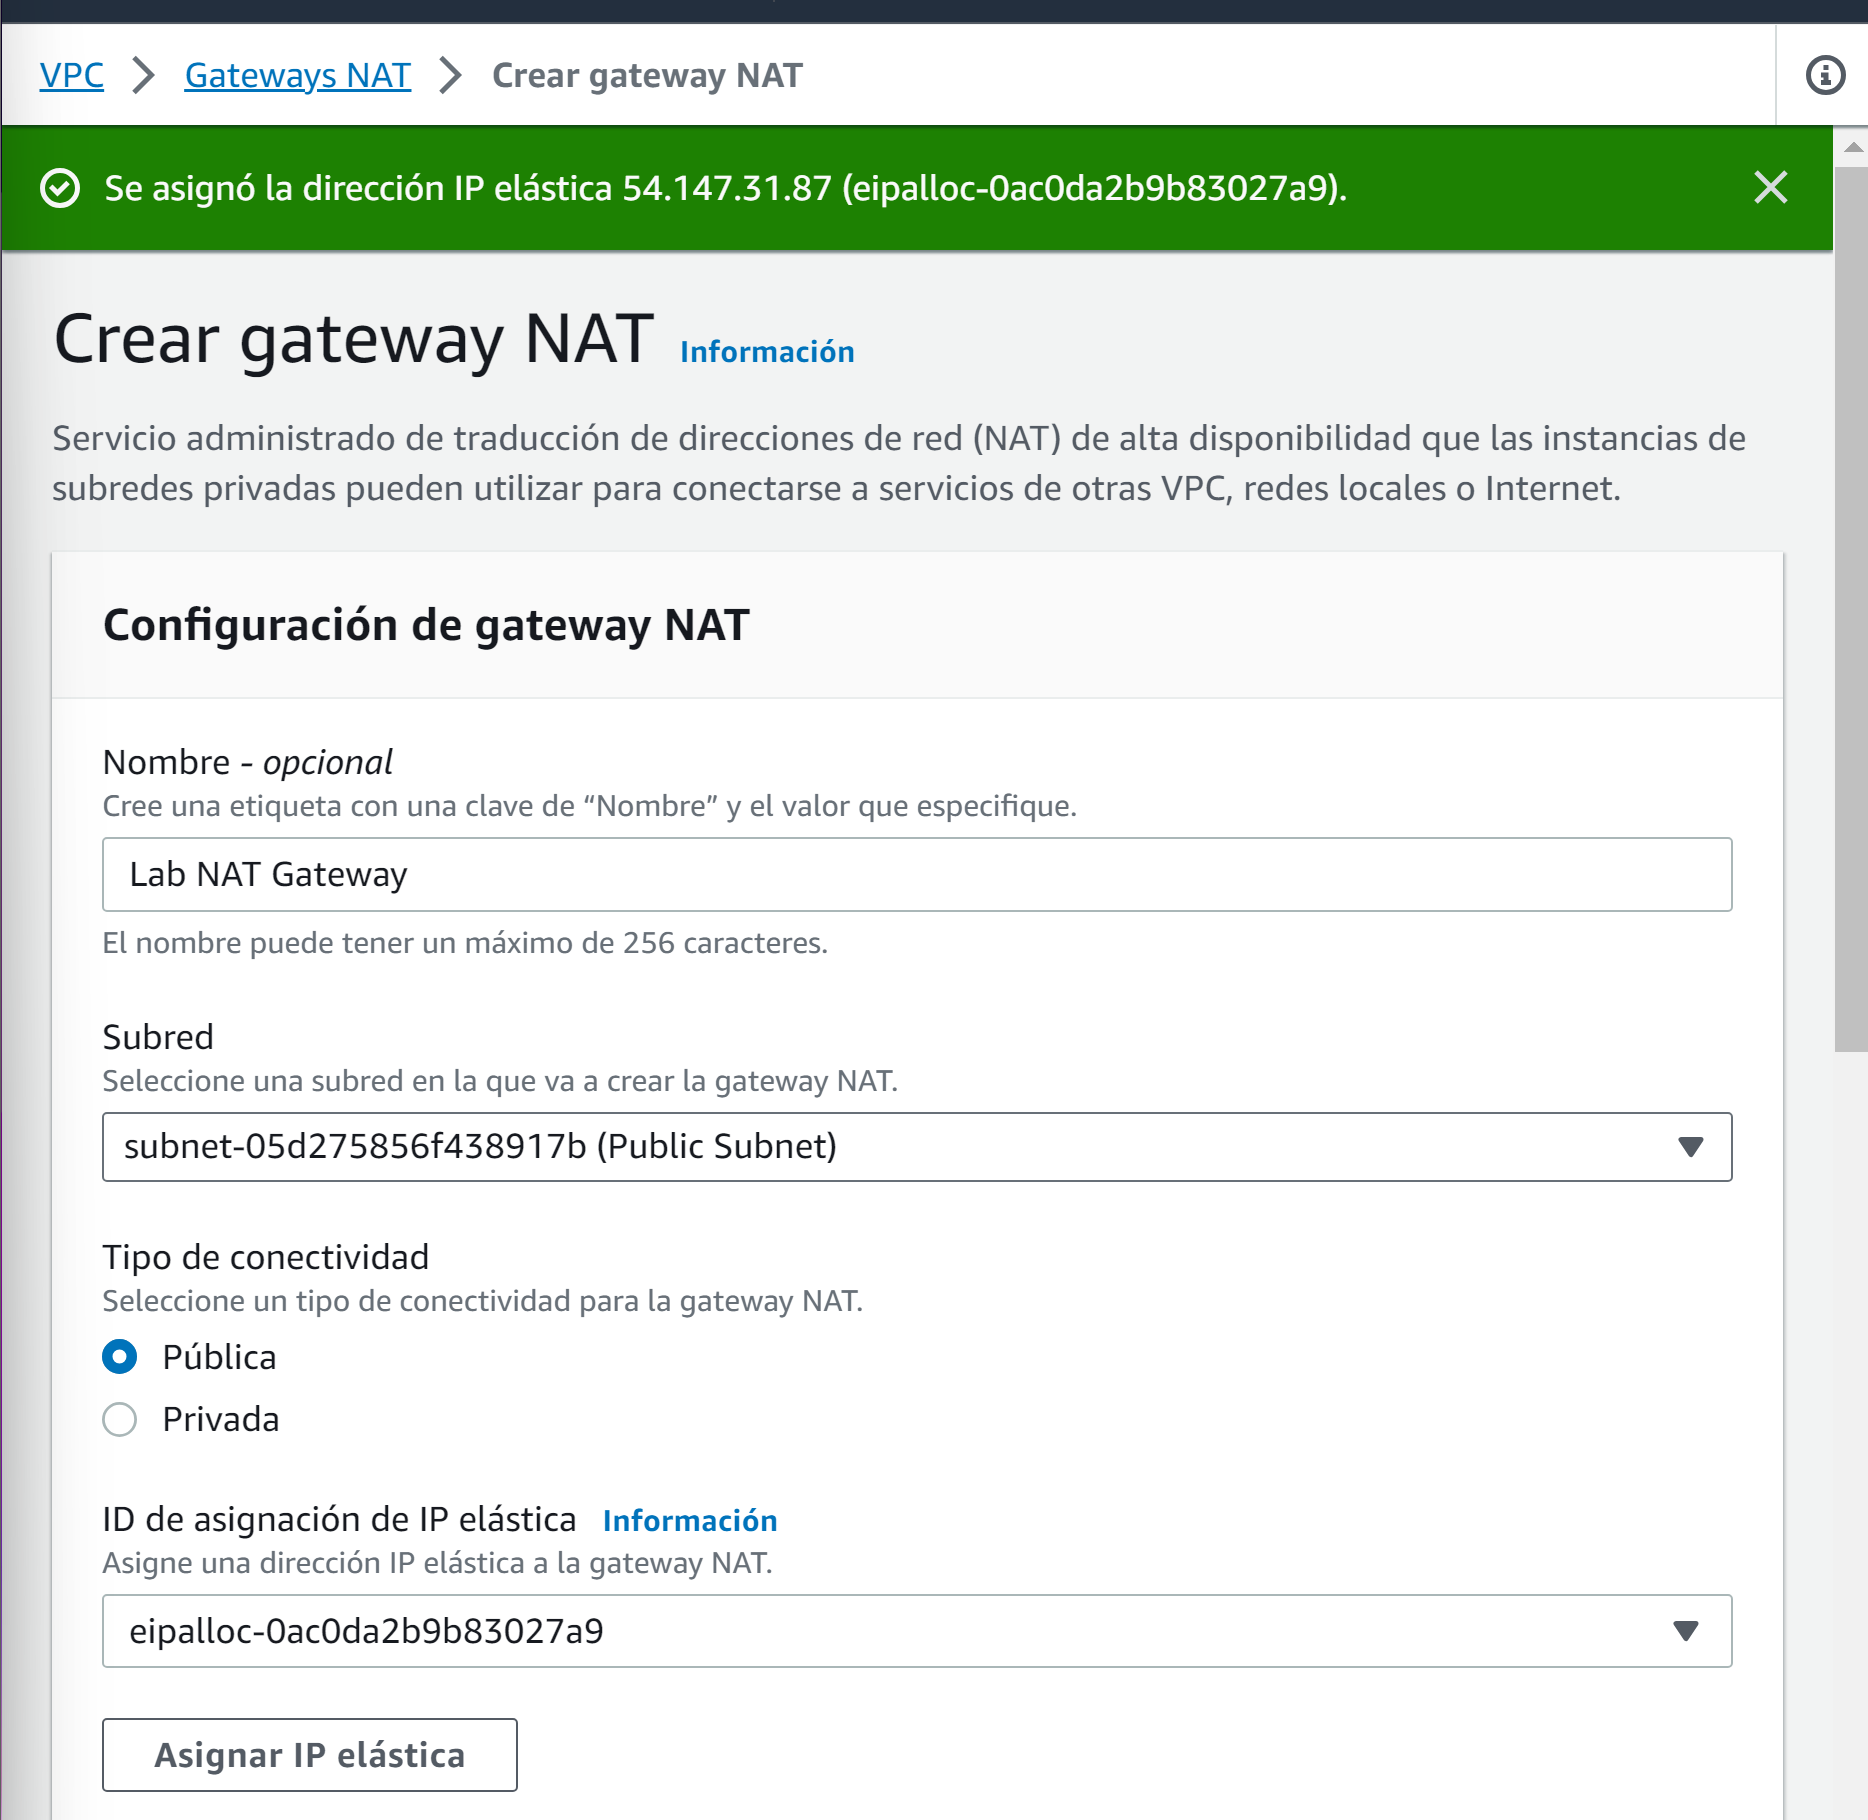 VPC > Gateways NAT > Crear gateway NAT
Se asignó la dirección IP elástica 54.147.31.87 (eipalloc-0ac0da2b9b83027a9).
Crear gateway NAT Información
Servicio administrado de traducción de direcciones de red (NAT) de alta disponibilidad que las instancias de
subredes privadas pueden utilizar para conectarse a servicios de otras VPC, redes locales o Internet.
Configuración de gateway NAT
Nombre - opcional
Cree una etiqueta con una clave de “Nombre” y el valor que especifique.
Lab NAT Gateway
El nombre puede tener un máximo de 256 caracteres.
Subred
Seleccione una subred en la que va a crear la gateway NAT.
subnet-05d275856f438917b (Public Subnet)
Tipo de conectividad
Seleccione un tipo de conectividad para la gateway NAT.
Pública
Privada
ID de asignación de IP elástica Información
Asigne una dirección IP elástica a la gateway NAT.
eipalloc-0ac0da2b9b83027a9
Asignar IP elástica